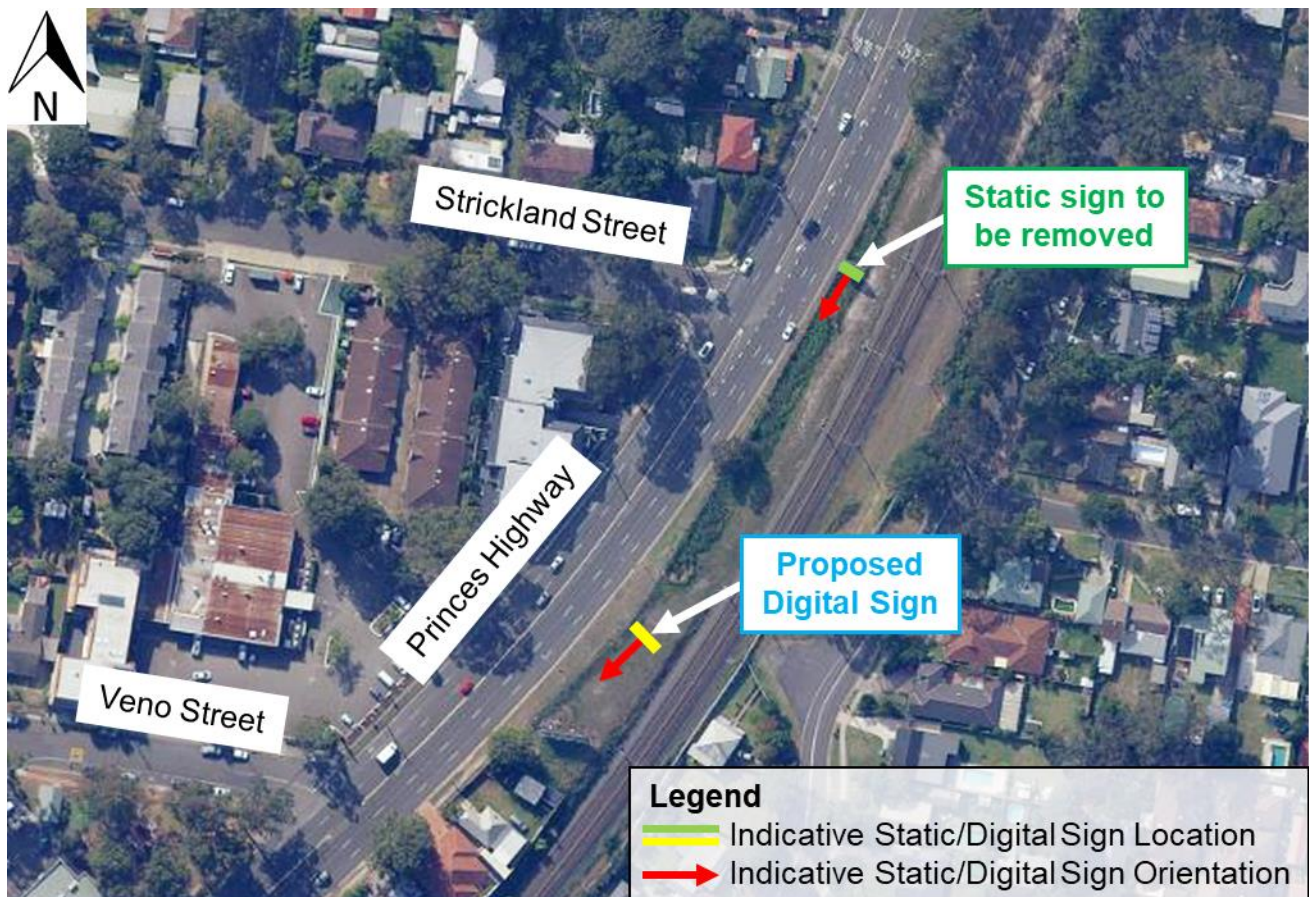 N
Strickland Street
Static sign to
be removed
Princes Highway
Proposed
Digital Sign
Veno Street
Legend
Indicative Static/Digital Sign Location
Indicative Static/Digital Sign Orientation